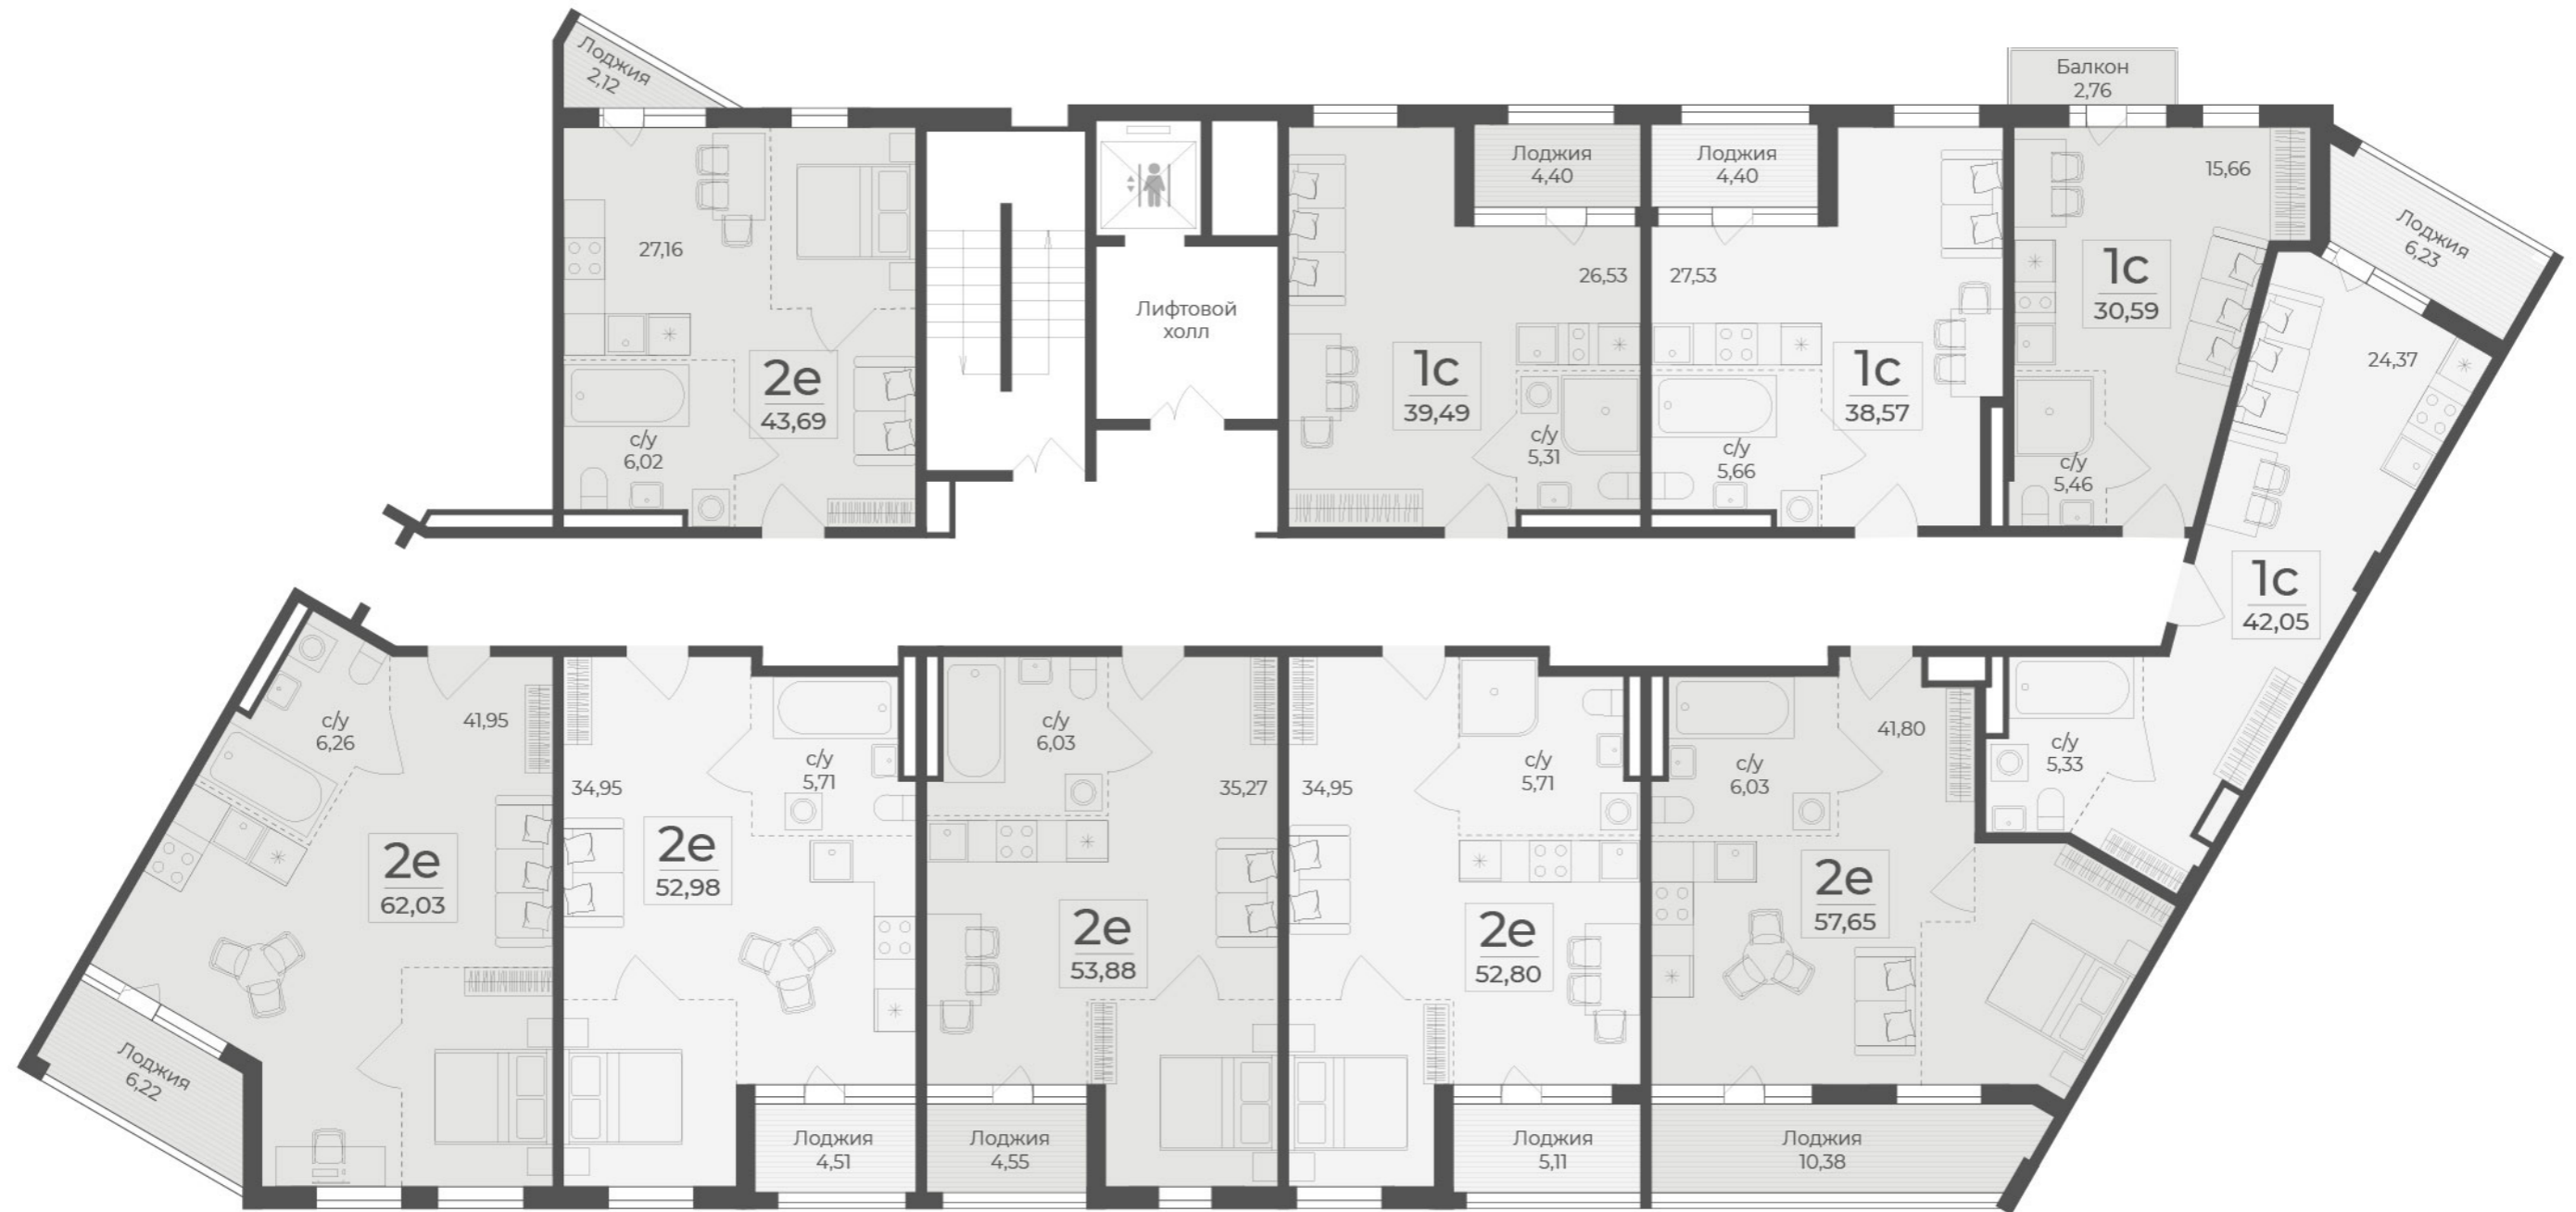 Лоджия
2,12
27,16
2е
43,69
с/у
6,02
Лифтовой
холл
Лоджия
4,40
26,53
1с
39,49
с/у
5,31
Лоджия
4,40
27,53
1с
38,57
с/у
5,66
Балкон
2,76
15,66
1с
30,59
с/у
5,46
Лоджия
6,23
24,37
1с
42,05
с/у
5,33
с/у
6,26
41,95
2е
62,03
Лоджия
6,22
34,95
с/у
5,71
2е
52,98
Лоджия
4,51
с/у
6,03
35,27
2е
53,88
Лоджия
4,55
34,95
с/у
5,71
2е
52,80
Лоджия
5,11
с/у
6,03
41,80
2е
57,65
Лоджия
10,38